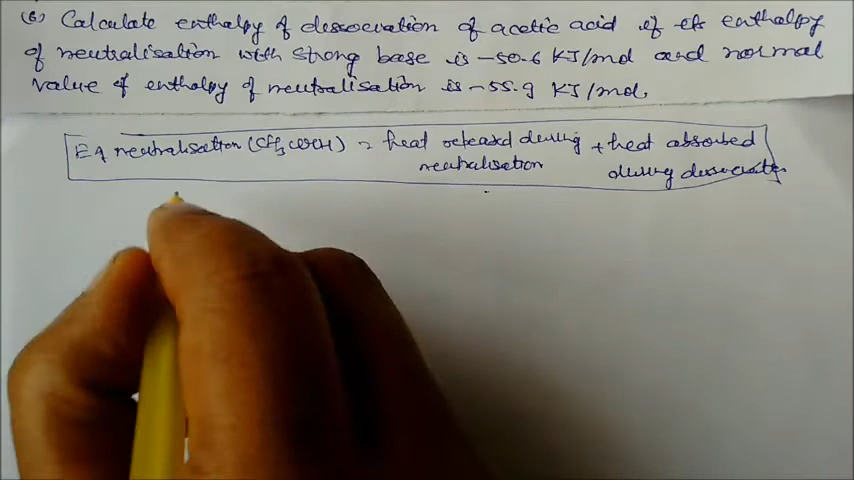 (6) Calculate enthalpy of dissociation of acetic acid if its enthalpy
of neutralisation with strong base is -50.6 KJ/mol and normal
value of enthalpy of neutralisation is -55.9 KJ/mol.
neutralisation (CH3COOH) = heat released during + heat absorbed
neutralisation during dissociation